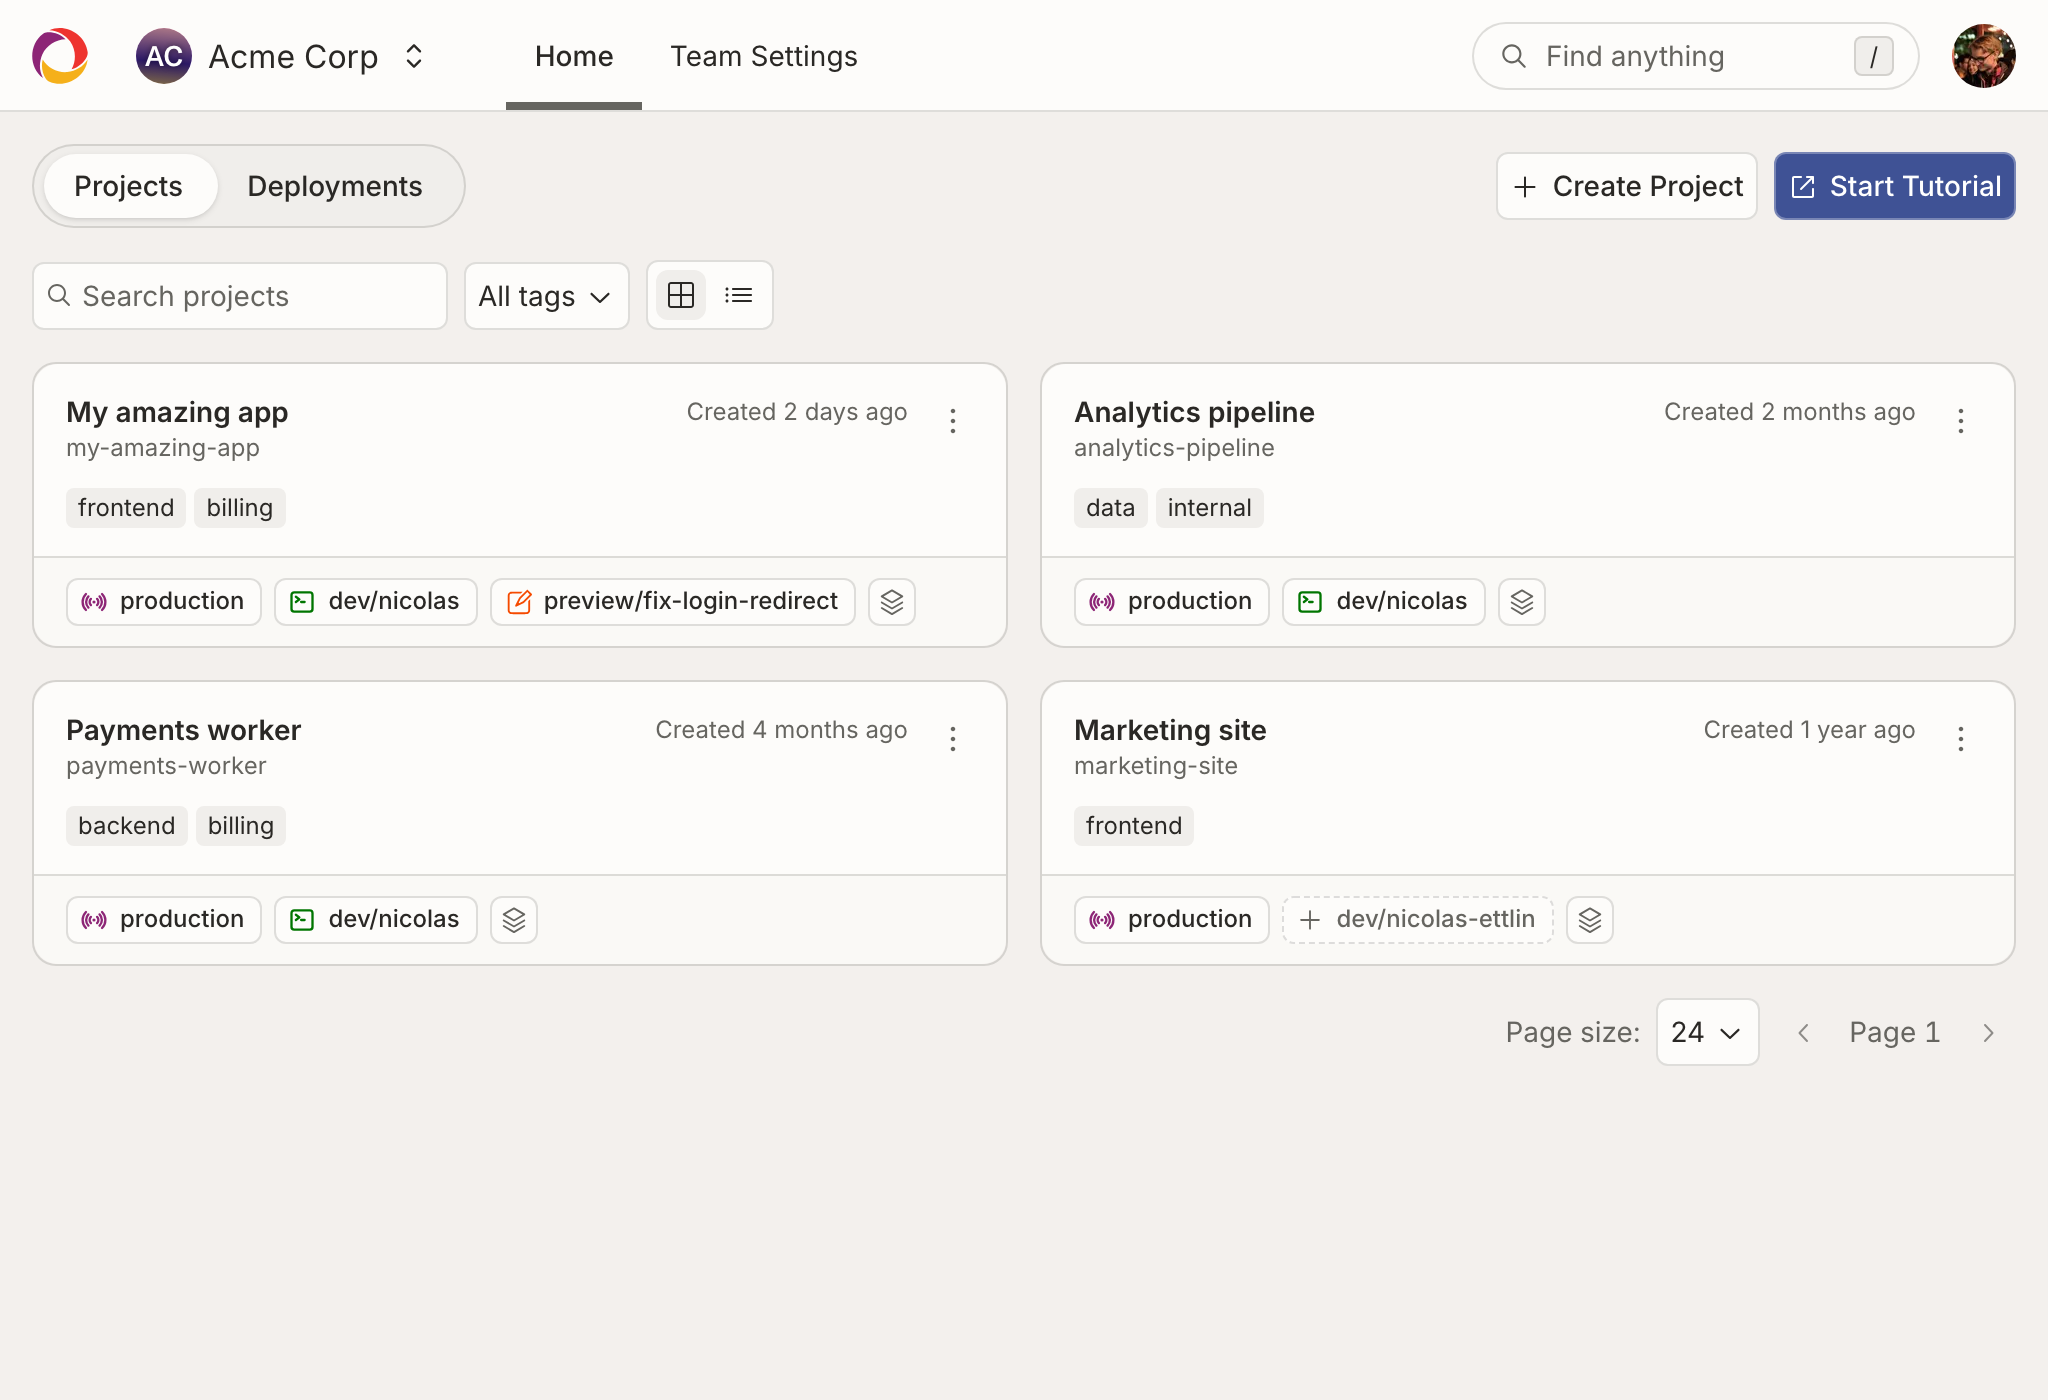 AC Acme Corp Home Team Settings Find anything /
Projects Deployments + Create Project Start Tutorial
Search projects All tags
My amazing app Created 2 days ago
my-amazing-app
frontend billing
production dev/nicolas preview/fix-login-redirect
Analytics pipeline Created 2 months ago
analytics-pipeline
data internal
production dev/nicolas
Payments worker Created 4 months ago
payments-worker
backend billing
production dev/nicolas
Marketing site Created 1 year ago
marketing-site
frontend
production + dev/nicolas-ettlin
Page size: 24 Page 1